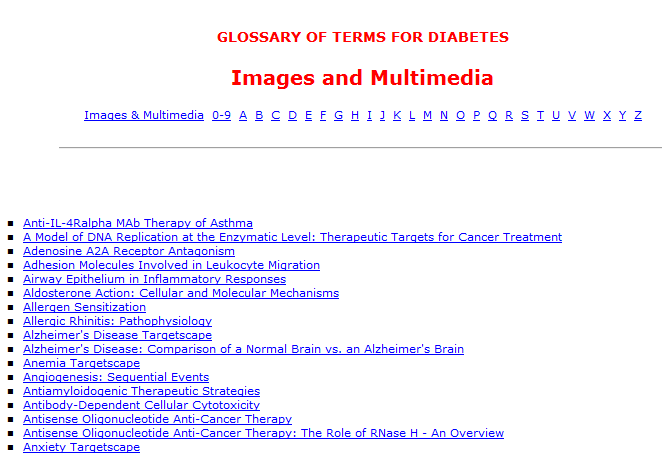 GLOSSARY OF TERMS FOR DIABETES
Images and Multimedia
Images & Multimedia 0-9 A B C D E F G H I J K L M N O P Q R S T U V W X Y Z
Anti-IL-4Ralpha MAb Therapy of Asthma
A Model of DNA Replication at the Enzymatic Level: Therapeutic Targets for Cancer Treatment
Adenosine A2A Receptor Antagonism
Adhesion Molecules Involved in Leukocyte Migration
Airway Epithelium in Inflammatory Responses
Aldosterone Action: Cellular and Molecular Mechanisms
Allergen Sensitization
Allergic Rhinitis: Pathophysiology
Alzheimer's Disease Targetscape
Alzheimer's Disease: Comparison of a Normal Brain vs. an Alzheimer's Brain
Anemia Targetscape
Angiogenesis: Sequential Events
Antiamyloidogenic Therapeutic Strategies
Antibody-Dependent Cellular Cytotoxicity
Antisense Oligonucleotide Anti-Cancer Therapy
Antisense Oligonucleotide Anti-Cancer Therapy: The Role of RNase H - An Overview
Anxiety Targetscape